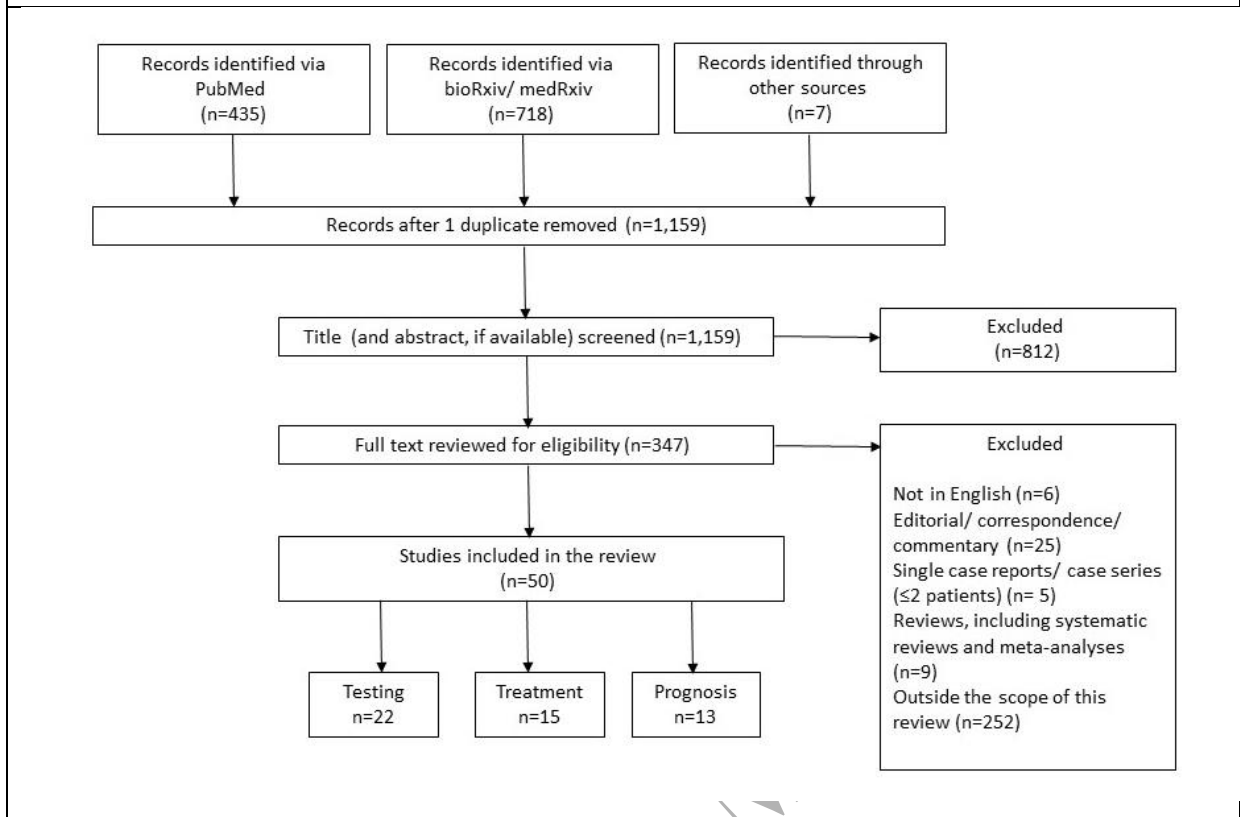 Records identified via
PubMed
(n=435)
Records identified via
bioRxiv/ medRxiv
(n=718)
Records identified through
other sources
(n=7)
Records after 1 duplicate removed (n=1,159)
Title (and abstract, if available) screened (n=1,159)
Excluded
(n=812)
Full text reviewed for eligibility (n=347)
Excluded
Not in English (n=6)
Editorial/ correspondence/
commentary (n=25)
Single case reports/ case series
(≤2 patients) (n= 5)
Reviews, including systematic
reviews and meta-analyses
(n=9)
Outside the scope of this
review (n=252)
Studies included in the review
(n=50)
Testing
n=22
Treatment
n=15
Prognosis
n=13